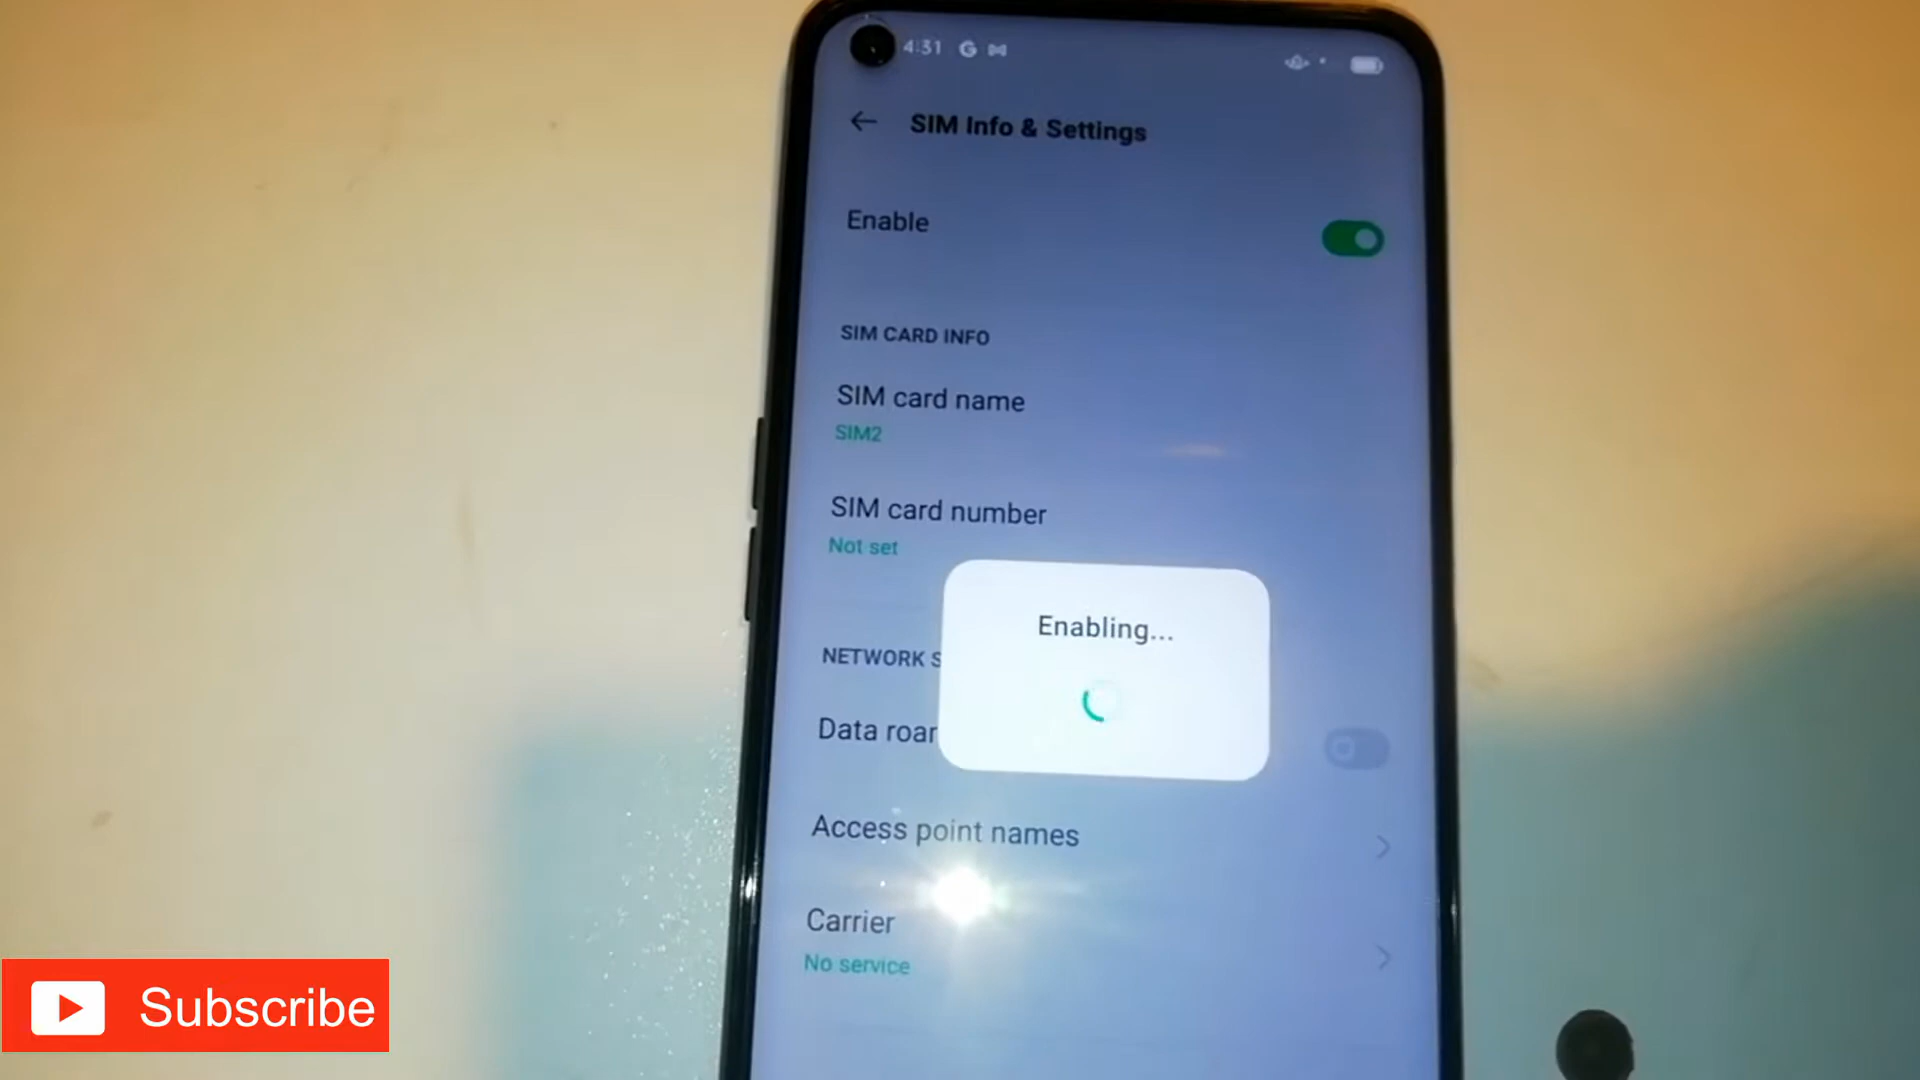 4:31 G
SIM Info & Settings
Enable
SIM CARD INFO
SIM card name
SIM2
SIM card number
Not set
Enabling...
NETWORK S
Data roar
Access point names
Carrier
No service
Subscribe